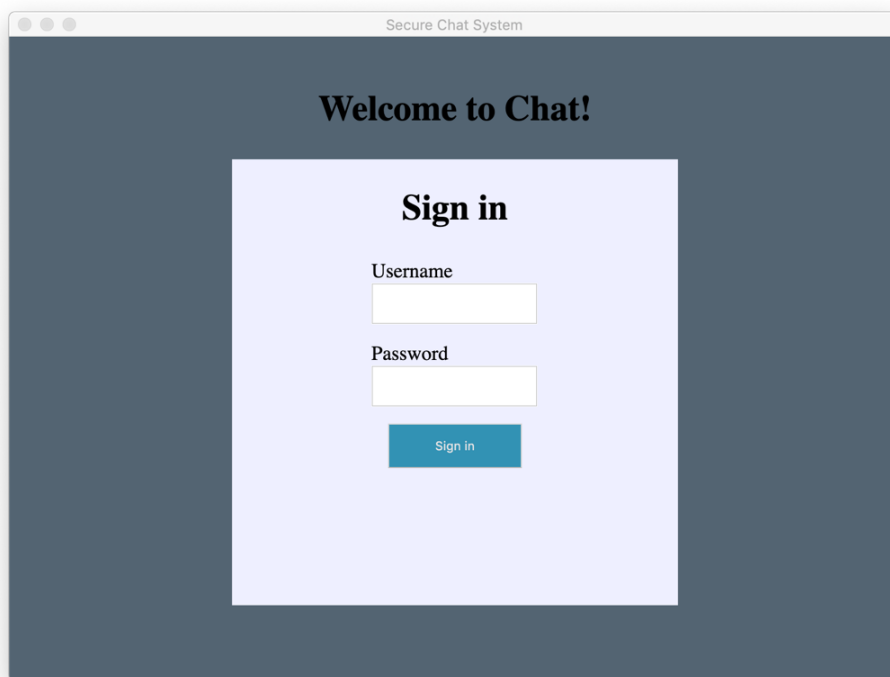 Secure Chat System
Welcome to Chat!
Sign in
Username
Password
Sign in